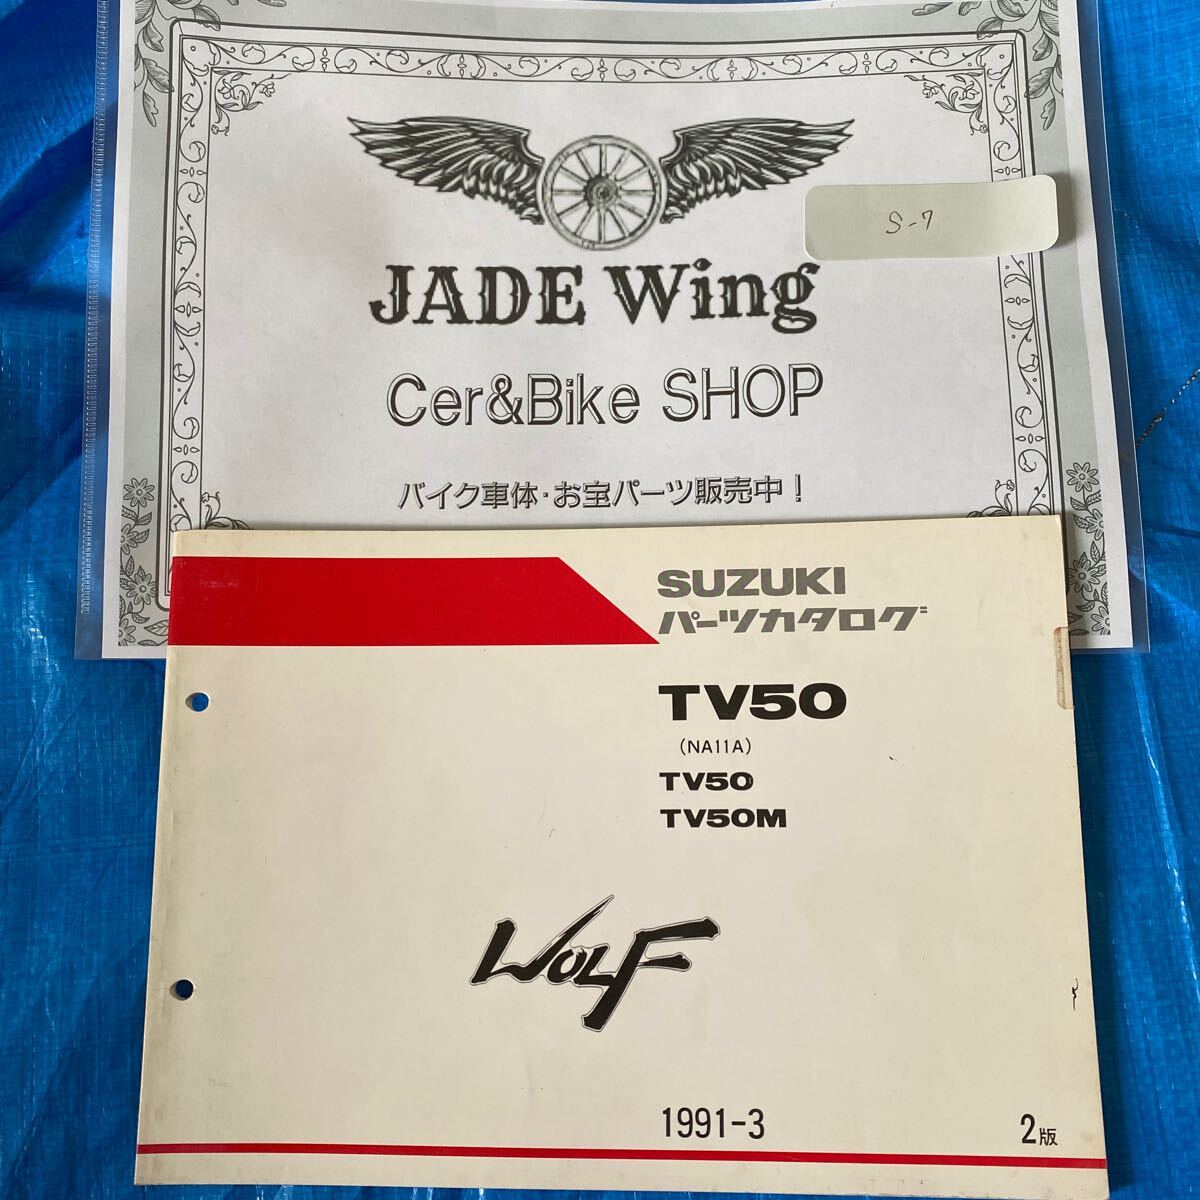 S-7
JADE Wing
Cer&Bike SHOP
バイク車体・お宝パーツ販売中！
SUZUKI
パーツカタログ
TV50
(NA11A)
TV50
TV50M
WOLF
1991-3
2版